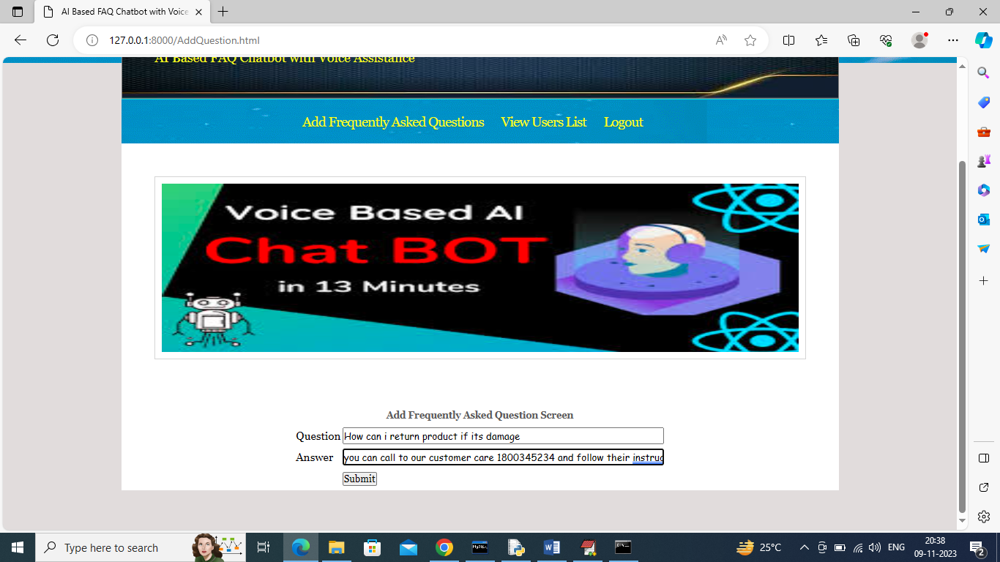 AI Based FAQ Chatbot with Voice
127.0.0.1:8000/AddQuestion.html
AI Based FAQ Chatbot with Voice Assistance
Add Frequently Asked Questions View Users List Logout
Voice Based AI
Chat BOT
in 13 Minutes
Add Frequently Asked Question Screen
Question How can i return product if its damage
Answer you can call to our customer care 1800345234 and follow their instruc
Submit
Type here to search
25°C
ENG
20:38
09-11-2023
2